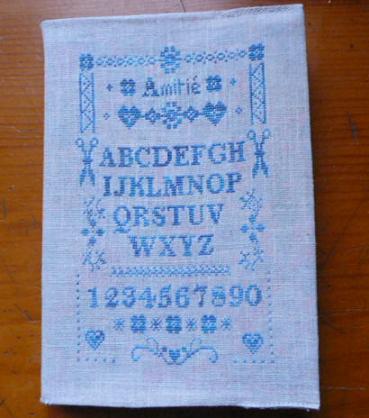 Amitié
ABCDEFGH
IJKLMNOP
QRSTUV
WXYZ
1234567890